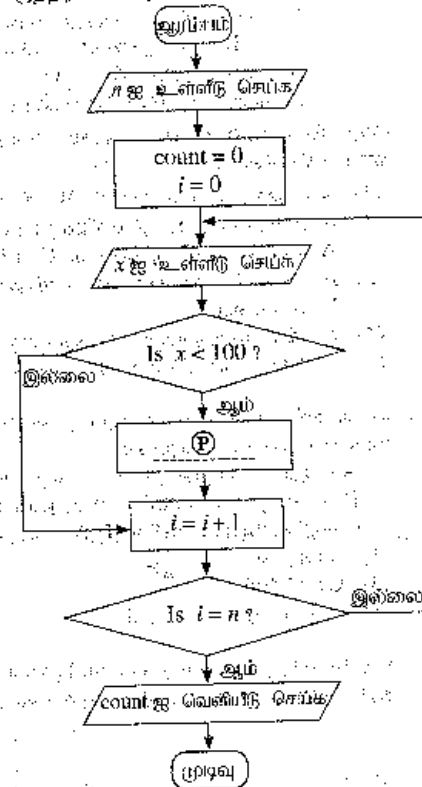 ஆரம்பம்
n ஐ உள்ளீடு செய்க
count = 0
i = 0
x ஐ உள்ளீடு செய்க
Is x < 100 ?
இல்லை
ஆம்
P
i = i + 1
Is i = n ?
இல்லை
ஆம்
count ஐ வெளியீடு செய்க
முடிவு